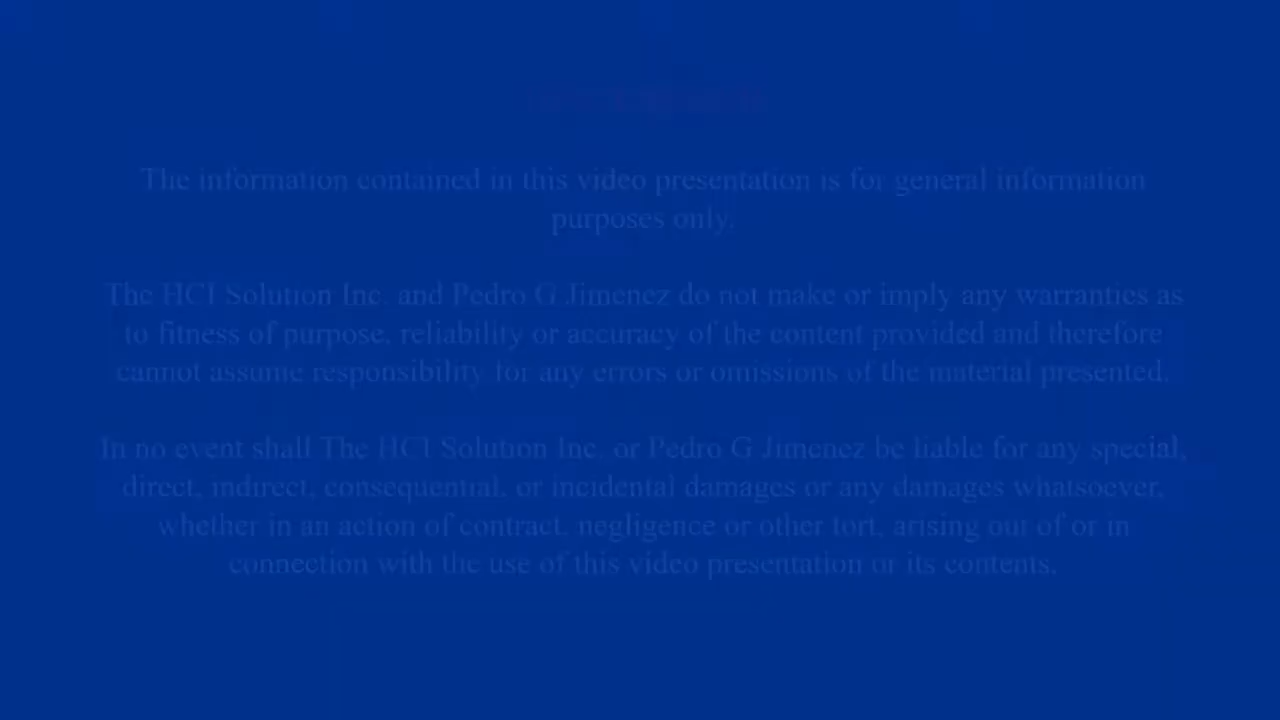 The information contained in this video presentation is for general information
purposes only.
The HCI Solution Inc. and Pedro G Jimenez do not make or imply any warranties as
to fitness of purpose, reliability or accuracy of the content provided and therefore
cannot assume responsibility for any errors or omissions of the material presented.
In no event shall The HCI Solution Inc. or Pedro G Jimenez be liable for any special,
direct, indirect, consequential, or incidental damages or any damages whatsoever,
whether in an action of contract, negligence or other tort, arising out of or in
connection with the use of this video presentation or its contents.